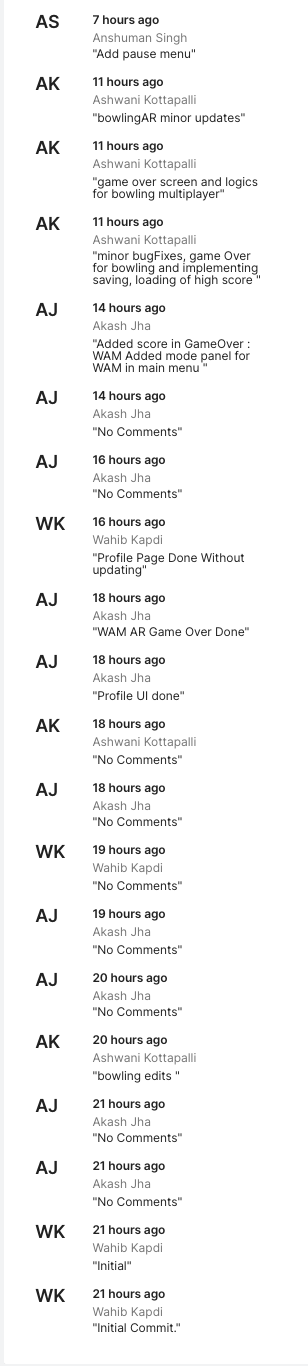 AS
7 hours ago
Anshuman Singh
"Add pause menu"
AK
11 hours ago
Ashwani Kottapalli
"bowlingAR minor updates"
AK
11 hours ago
Ashwani Kottapalli
"game over screen and logics
for bowling multiplayer"
AK
11 hours ago
Ashwani Kottapalli
"minor bugFixes, game Over
for bowling and implementing
saving, loading of high score "
AJ
14 hours ago
Akash Jha
"Added score in GameOver :
WAM Added mode panel for
WAM in main menu "
AJ
14 hours ago
Akash Jha
"No Comments"
AJ
16 hours ago
Akash Jha
"No Comments"
WK
16 hours ago
Wahib Kapdi
"Profile Page Done Without
updating"
AJ
18 hours ago
Akash Jha
"WAM AR Game Over Done"
AJ
18 hours ago
Akash Jha
"Profile UI done"
AK
18 hours ago
Ashwani Kottapalli
"No Comments"
AJ
18 hours ago
Akash Jha
"No Comments"
WK
19 hours ago
Wahib Kapdi
"No Comments"
AJ
19 hours ago
Akash Jha
"No Comments"
AJ
20 hours ago
Akash Jha
"No Comments"
AK
20 hours ago
Ashwani Kottapalli
"bowling edits "
AJ
21 hours ago
Akash Jha
"No Comments"
AJ
21 hours ago
Akash Jha
"No Comments"
WK
21 hours ago
Wahib Kapdi
"Initial"
WK
21 hours ago
Wahib Kapdi
"Initial Commit."